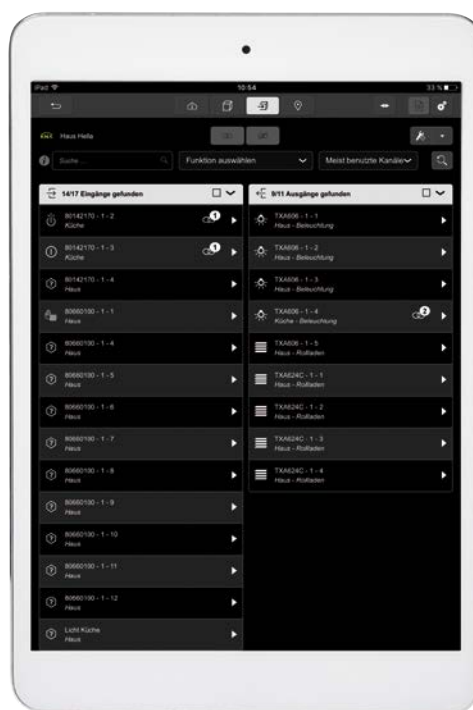 iPad
10:54
33 %
KNX
Haus Hella
Suche ...
Funktion auswählen
Meist benutzte Kanäle
14/17 Eingänge gefunden
80142170 - 1 - 2
Küche
1
80142170 - 1 - 3
Küche
1
80142170 - 1 - 4
Haus
80660100 - 1 - 1
Haus
80660100 - 1 - 4
Haus
80660100 - 1 - 5
Haus
80660100 - 1 - 6
Haus
80660100 - 1 - 7
Haus
80660100 - 1 - 8
Haus
80660100 - 1 - 9
Haus
80660100 - 1 - 10
Haus
80660100 - 1 - 11
Haus
80660100 - 1 - 12
Haus
Licht Küche
Haus
9/11 Ausgänge gefunden
TXA606 - 1 - 1
Haus - Beleuchtung
TXA606 - 1 - 2
Haus - Beleuchtung
TXA606 - 1 - 3
Haus - Beleuchtung
TXA606 - 1 - 4
Küche - Beleuchtung
2
TXA606 - 1 - 5
Haus - Rollladen
TXA624C - 1 - 1
Haus - Rollladen
TXA624C - 1 - 2
Haus - Rollladen
TXA624C - 1 - 3
Haus - Rollladen
TXA624C - 1 - 4
Haus - Rollladen